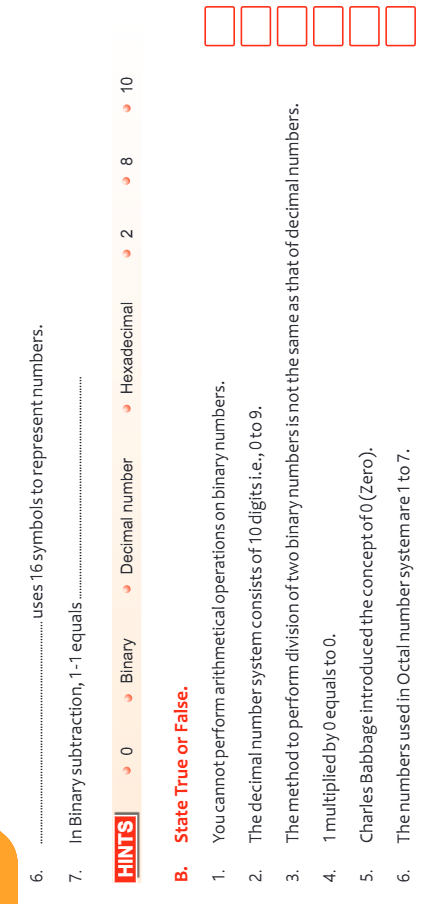 6. ........................................ uses 16 symbols to represent numbers.
7. In Binary subtraction, 1-1 equals ........................................
HINTS • 0 • Binary • Decimal number • Hexadecimal • 2 • 8 • 10
B. State True or False.
1. You cannot perform arithmetical operations on binary numbers.
2. The decimal number system consists of 10 digits i.e., 0 to 9.
3. The method to perform division of two binary numbers is not the same as that of decimal numbers.
4. 1 multiplied by 0 equals to 0.
5. Charles Babbage introduced the concept of 0 (Zero).
6. The numbers used in Octal number system are 1 to 7.